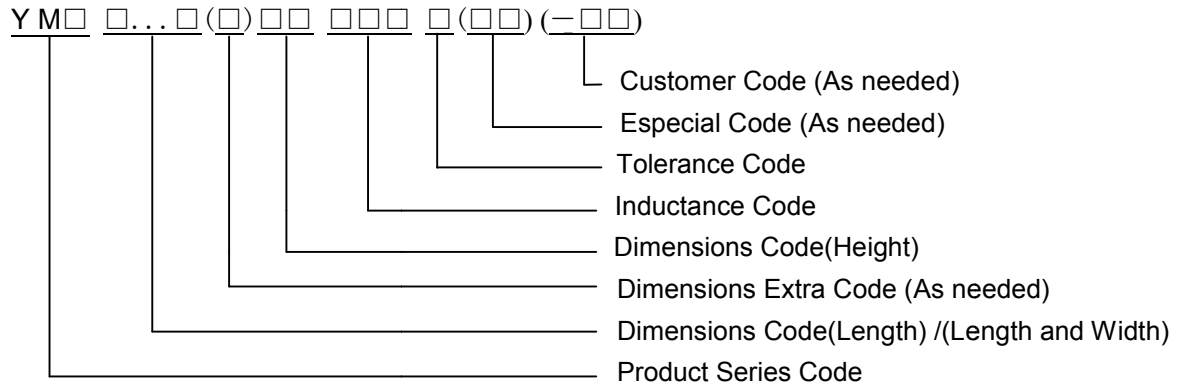 YM□ □...□(□)□□ □□□ □(□□)(-□□)
Customer Code (As needed)
Especial Code (As needed)
Tolerance Code
Inductance Code
Dimensions Code(Height)
Dimensions Extra Code (As needed)
Dimensions Code(Length) /(Length and Width)
Product Series Code